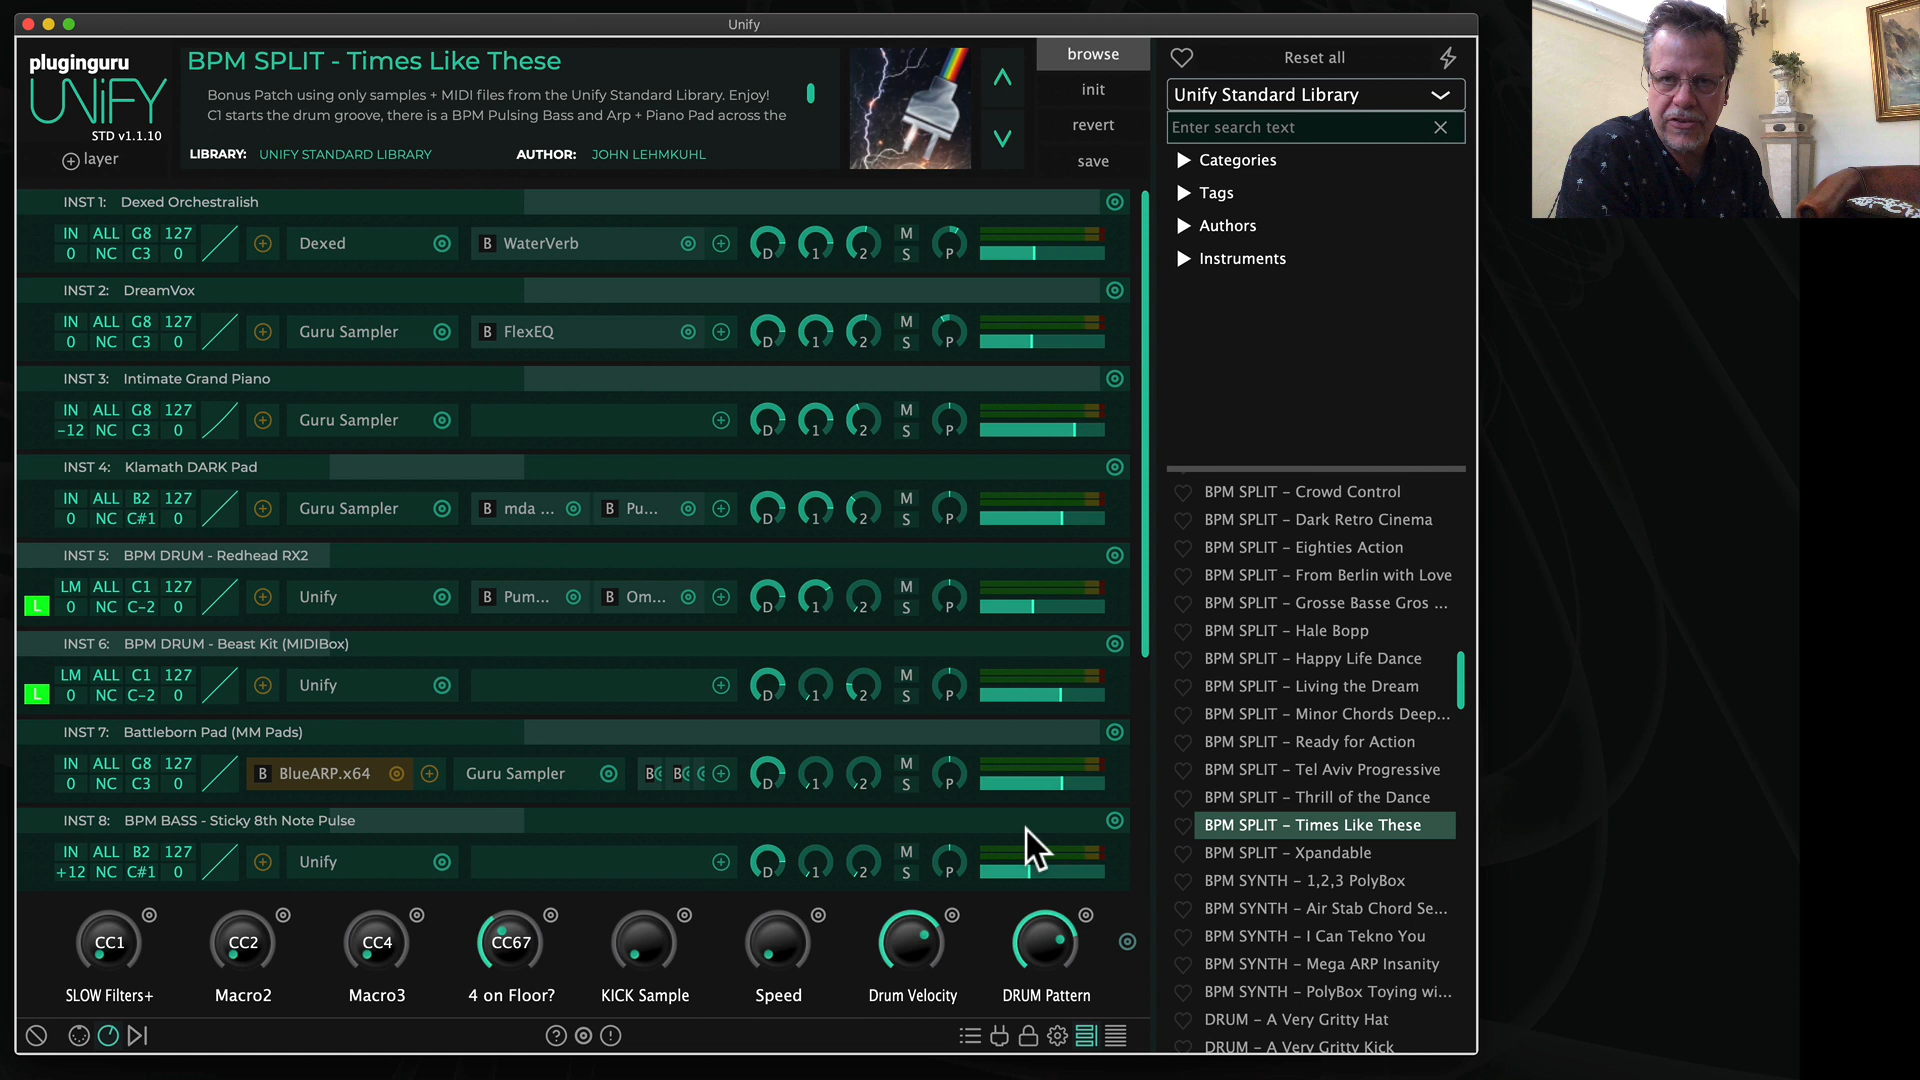 Unify
pluginguru
UNIFY
STD v1.1.10
layer
BPM SPLIT - Times Like These
Bonus Patch using only samples + MIDI files from the Unify Standard Library. Enjoy!
C1 starts the drum groove, there is a BPM Pulsing Bass and Arp + Piano Pad across the
LIBRARY: UNIFY STANDARD LIBRARY AUTHOR: JOHN LEHMKUHL
browse
init
revert
save
INST 1: Dexed Orchestralish
IN ALL G8 127 Dexed B WaterVerb M
0 NC C3 0 D 1 2 S P
INST 2: DreamVox
IN ALL G8 127 Guru Sampler B FlexEQ M
0 NC C3 0 D 1 2 S P
INST 3: Intimate Grand Piano
IN ALL G8 127 Guru Sampler M
-12 NC C3 0 D 1 2 S P
INST 4: Klamath DARK Pad
IN ALL B2 127 Guru Sampler B mda ... B Pu... M
0 NC C#1 0 D 1 2 S P
INST 5: BPM DRUM - Redhead RX2
LM ALL C1 127 Unify B Pum... B Om... M
L 0 NC C-2 0 D 1 2 S P
INST 6: BPM DRUM - Beast Kit (MIDIBox)
LM ALL C1 127 Unify M
L 0 NC C-2 0 D 1 2 S P
INST 7: Battleborn Pad (MM Pads)
IN ALL G8 127 B BlueARP.x64 Guru Sampler B B M
0 NC C3 0 D 1 2 S P
INST 8: BPM BASS - Sticky 8th Note Pulse
IN ALL B2 127 Unify M
+12 NC C#1 0 D 1 2 S P
CC1 CC2 CC4 CC67
SLOW Filters+ Macro2 Macro3 4 on Floor? KICK Sample Speed Drum Velocity DRUM Pattern
Reset all
Unify Standard Library
Enter search text
Categories
Tags
Authors
Instruments
BPM SPLIT - Crowd Control
BPM SPLIT - Dark Retro Cinema
BPM SPLIT - Eighties Action
BPM SPLIT - From Berlin with Love
BPM SPLIT - Grosse Basse Gros ...
BPM SPLIT - Hale Bopp
BPM SPLIT - Happy Life Dance
BPM SPLIT - Living the Dream
BPM SPLIT - Minor Chords Deep...
BPM SPLIT - Ready for Action
BPM SPLIT - Tel Aviv Progressive
BPM SPLIT - Thrill of the Dance
BPM SPLIT - Times Like These
BPM SPLIT - Xpandable
BPM SYNTH - 1,2,3 PolyBox
BPM SYNTH - Air Stab Chord Se...
BPM SYNTH - I Can Tekno You
BPM SYNTH - Mega ARP Insanity
BPM SYNTH - PolyBox Toying wi...
DRUM - A Very Gritty Hat
DRUM - A Very Gritty Kick